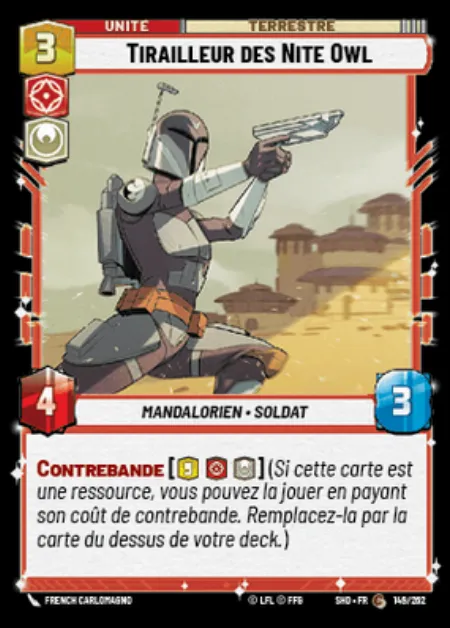 UNITÉ
TERRESTRE
3
TIRAILLEUR DES NITE OWL
4
MANDALORIEN • SOLDAT
3
CONTREBANDE [ ] (Si cette carte est
une ressource, vous pouvez la jouer en payant
son coût de contrebande. Remplacez-la par la
carte du dessus de votre deck.)
FRENCH CARLOMAGNO
© LFL © FFG
SHD • FR C 149/262